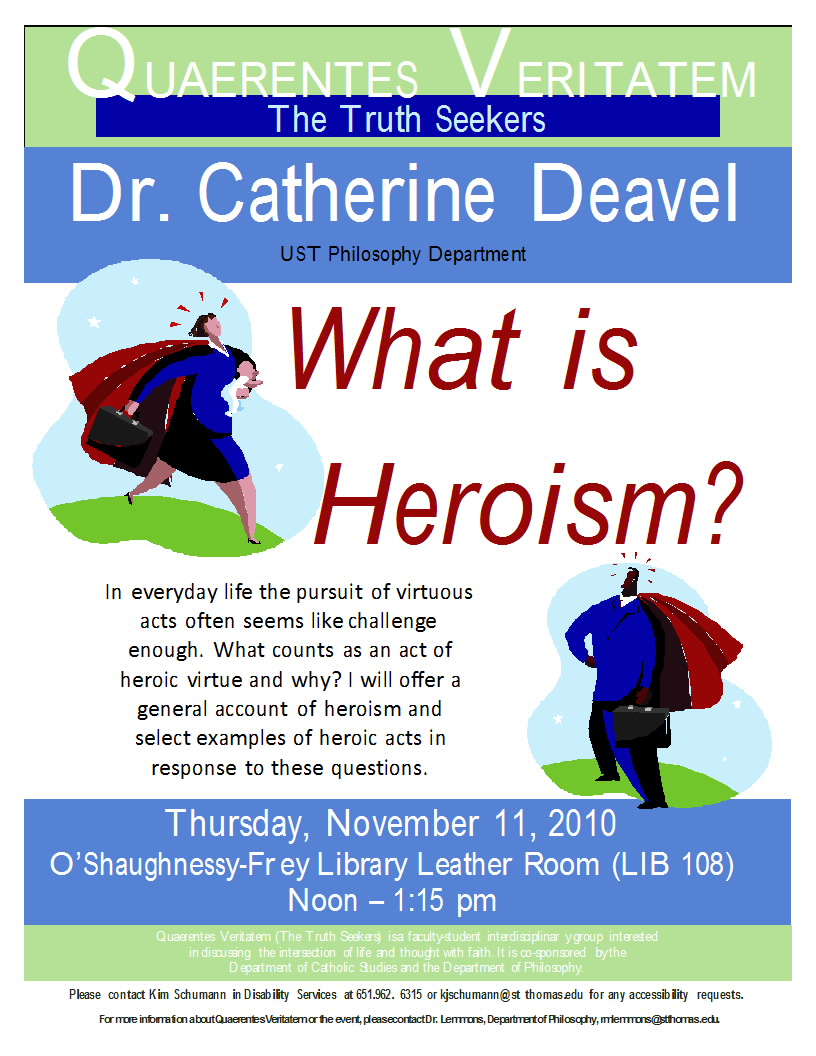 QUAERENTES VERITATEM
The Truth Seekers
Dr. Catherine Deavel
UST Philosophy Department
What is
Heroism?
In everyday life the pursuit of virtuous
acts often seems like challenge
enough. What counts as an act of
heroic virtue and why? I will offer a
general account of heroism and
select examples of heroic acts in
response to these questions.
Thursday, November 11, 2010
O’Shaughnessy-Frey Library Leather Room (LIB 108)
Noon – 1:15 pm
Quaerentes Veritatem (The Truth Seekers) is a faculty-student interdisciplinary group interested
in discussing the intersection of life and thought with faith. It is co-sponsored by the
Department of Catholic Studies and the Department of Philosophy.
Please contact Kim Schumann in Disability Services at 651.962. 6315 or kjschumann@stthomas.edu for any accessibility requests.
For more information about Quaerentes Veritatem or the event, please contact Dr. Lemmons, Department of Philosophy, rmlemmons@stthomas.edu.